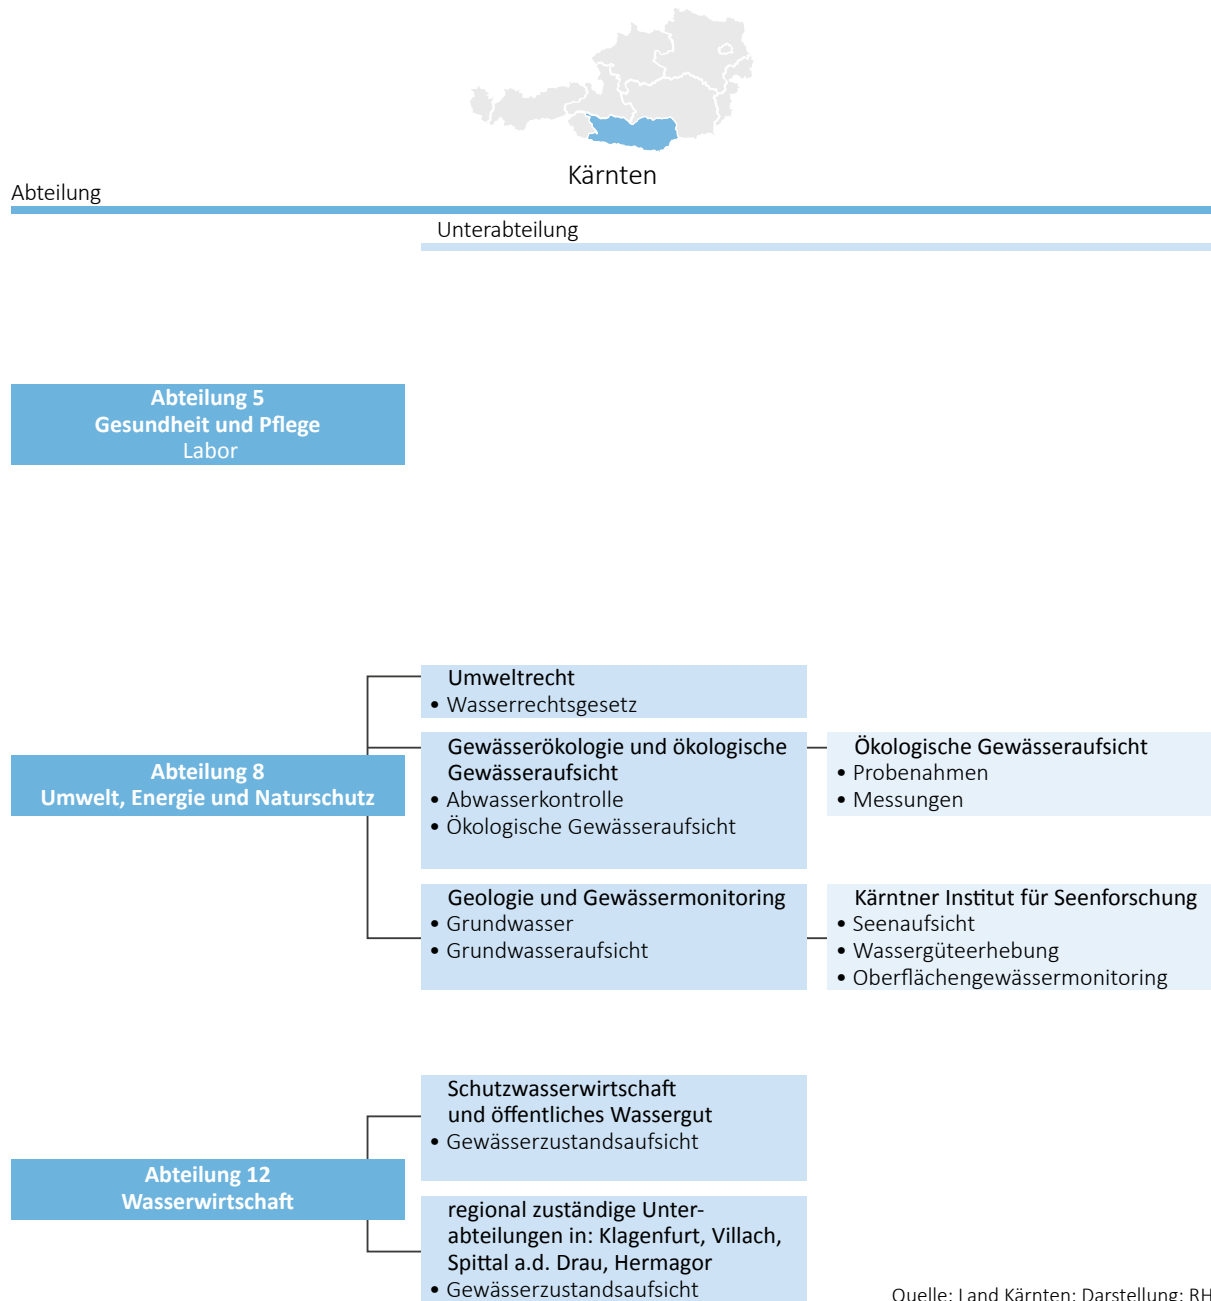 Kärnten
Abteilung
Unterabteilung
Abteilung 5
Gesundheit und Pflege
Labor
Abteilung 8
Umwelt, Energie und Naturschutz
Umweltrecht
• Wasserrechtsgesetz
Gewässerökologie und ökologische
Gewässeraufsicht
• Abwasserkontrolle
• Ökologische Gewässeraufsicht
Ökologische Gewässeraufsicht
• Probenahmen
• Messungen
Geologie und Gewässermonitoring
• Grundwasser
• Grundwasseraufsicht
Kärntner Institut für Seenforschung
• Seenaufsicht
• Wassergüteerhebung
• Oberflächengewässermonitoring
Abteilung 12
Wasserwirtschaft
Schutzwasserwirtschaft
und öffentliches Wassergut
• Gewässerzustandsaufsicht
regional zuständige Unter-
abteilungen in: Klagenfurt, Villach,
Spittal a.d. Drau, Hermagor
• Gewässerzustandsaufsicht
Quelle: Land Kärnten; Darstellung: RH